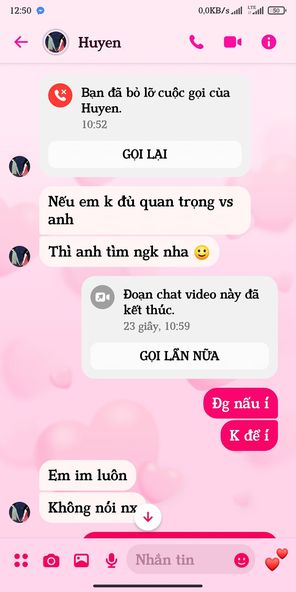 12:50
0,0KB/s
LTE
50
Huyen
Bạn đã bỏ lỡ cuộc gọi của
Huyen.
10:52
GỌI LẠI
Nếu em k đủ quan trọng vs
anh
Thì anh tìm ngk nha 🙂
Đoạn chat video này đã
kết thúc.
23 giây, 10:59
GỌI LẦN NỮA
Đg nấu í
K để í
Em im luôn
Không nói nx
Nhắn tin